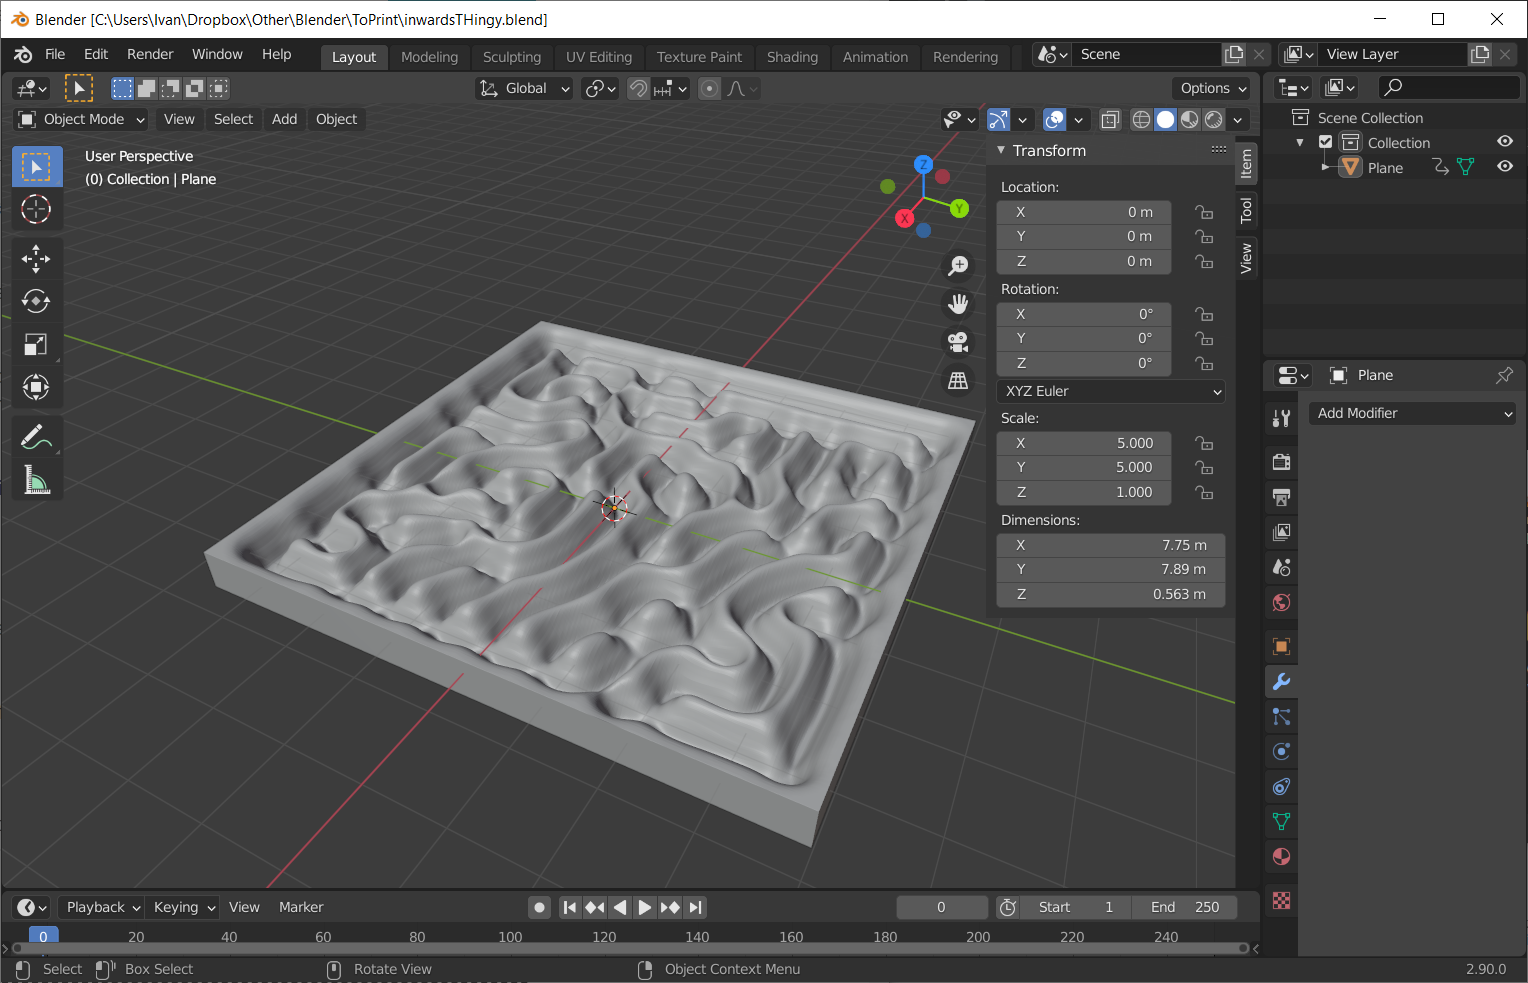 Blender [C:\Users\Ivan\Dropbox\Other\Blender\ToPrint\inwardsTHingy.blend]
File Edit Render Window Help Layout Modeling Sculpting UV Editing Texture Paint Shading Animation Rendering Scene View Layer
Global Options
Object Mode View Select Add Object
User Perspective
(0) Collection | Plane
Z
Y
X
Transform
Location:
X 0 m
Y 0 m
Z 0 m
Rotation:
X 0°
Y 0°
Z 0°
XYZ Euler
Scale:
X 5.000
Y 5.000
Z 1.000
Dimensions:
X 7.75 m
Y 7.89 m
Z 0.563 m
Item
Tool
View
Scene Collection
Collection
Plane
Plane
Add Modifier
Playback Keying View Marker 0 Start 1 End 250
0 20 40 60 80 100 120 140 160 180 200 220 240
Select Box Select Rotate View Object Context Menu 2.90.0